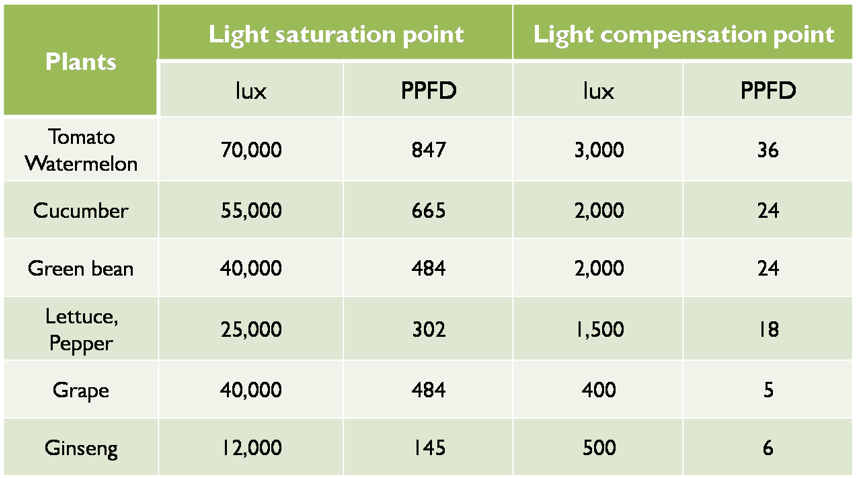 Plants
Light saturation point
Light compensation point
lux
PPFD
lux
PPFD
Tomato
Watermelon
70,000
847
3,000
36
Cucumber
55,000
665
2,000
24
Green bean
40,000
484
2,000
24
Lettuce,
Pepper
25,000
302
1,500
18
Grape
40,000
484
400
5
Ginseng
12,000
145
500
6